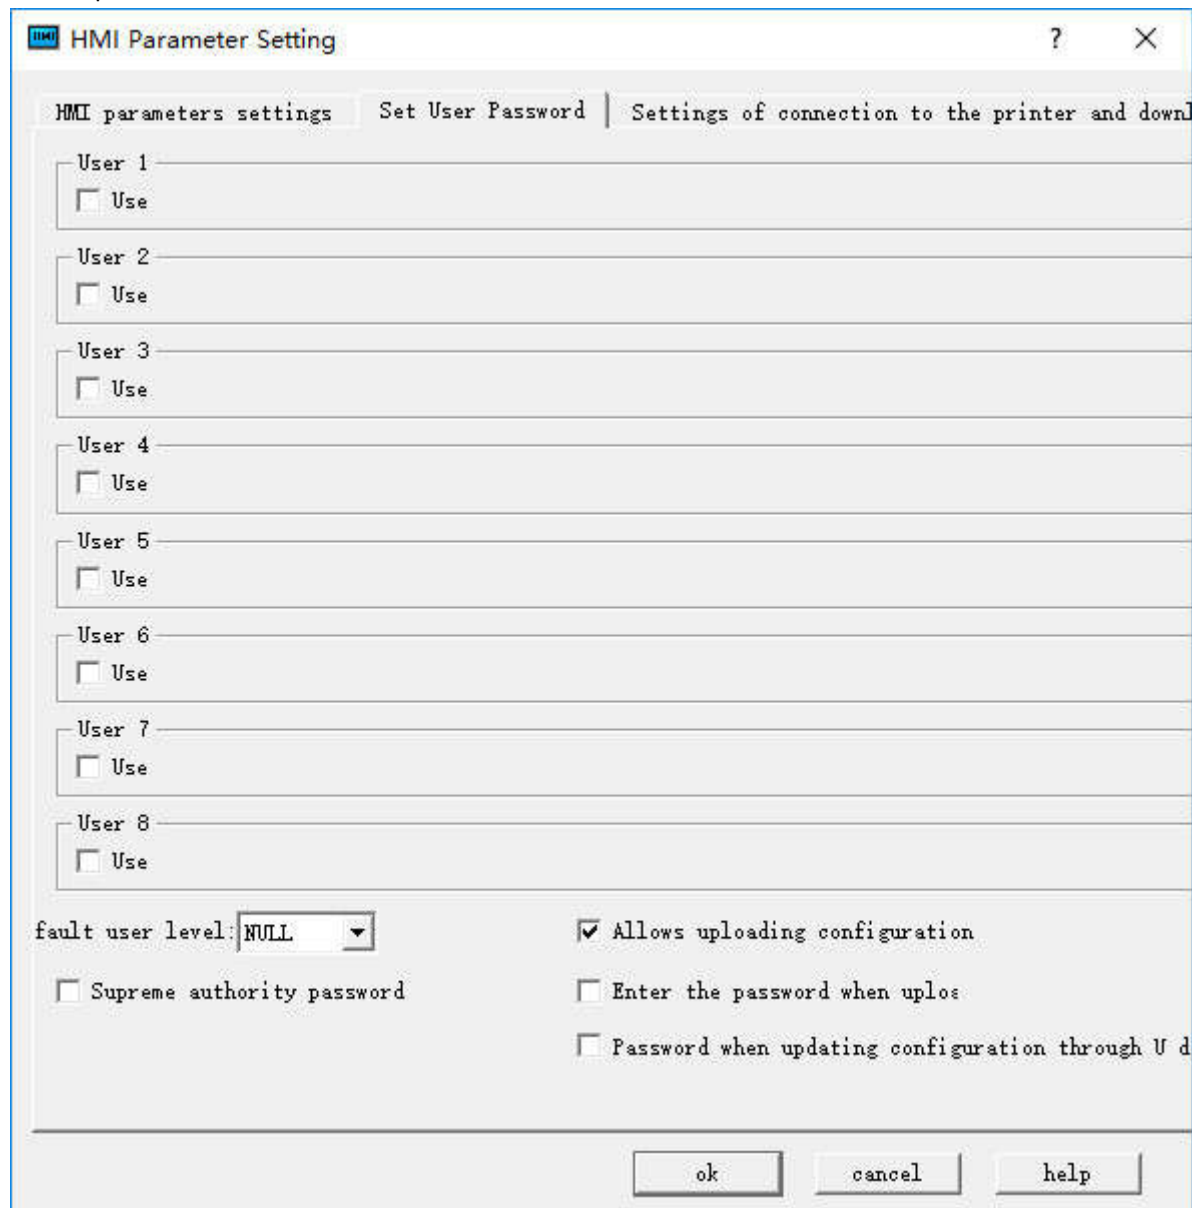 HMI
HMI Parameter Setting
HMI parameters settings
Set User Password
Settings of connection to the printer and downl
User 1
Use
User 2
Use
User 3
Use
User 4
Use
User 5
Use
User 6
Use
User 7
Use
User 8
Use
fault user level: NULL
Allows uploading configuration
Supreme authority password
Enter the password when uploa
Password when updating configuration through U d
ok
cancel
help